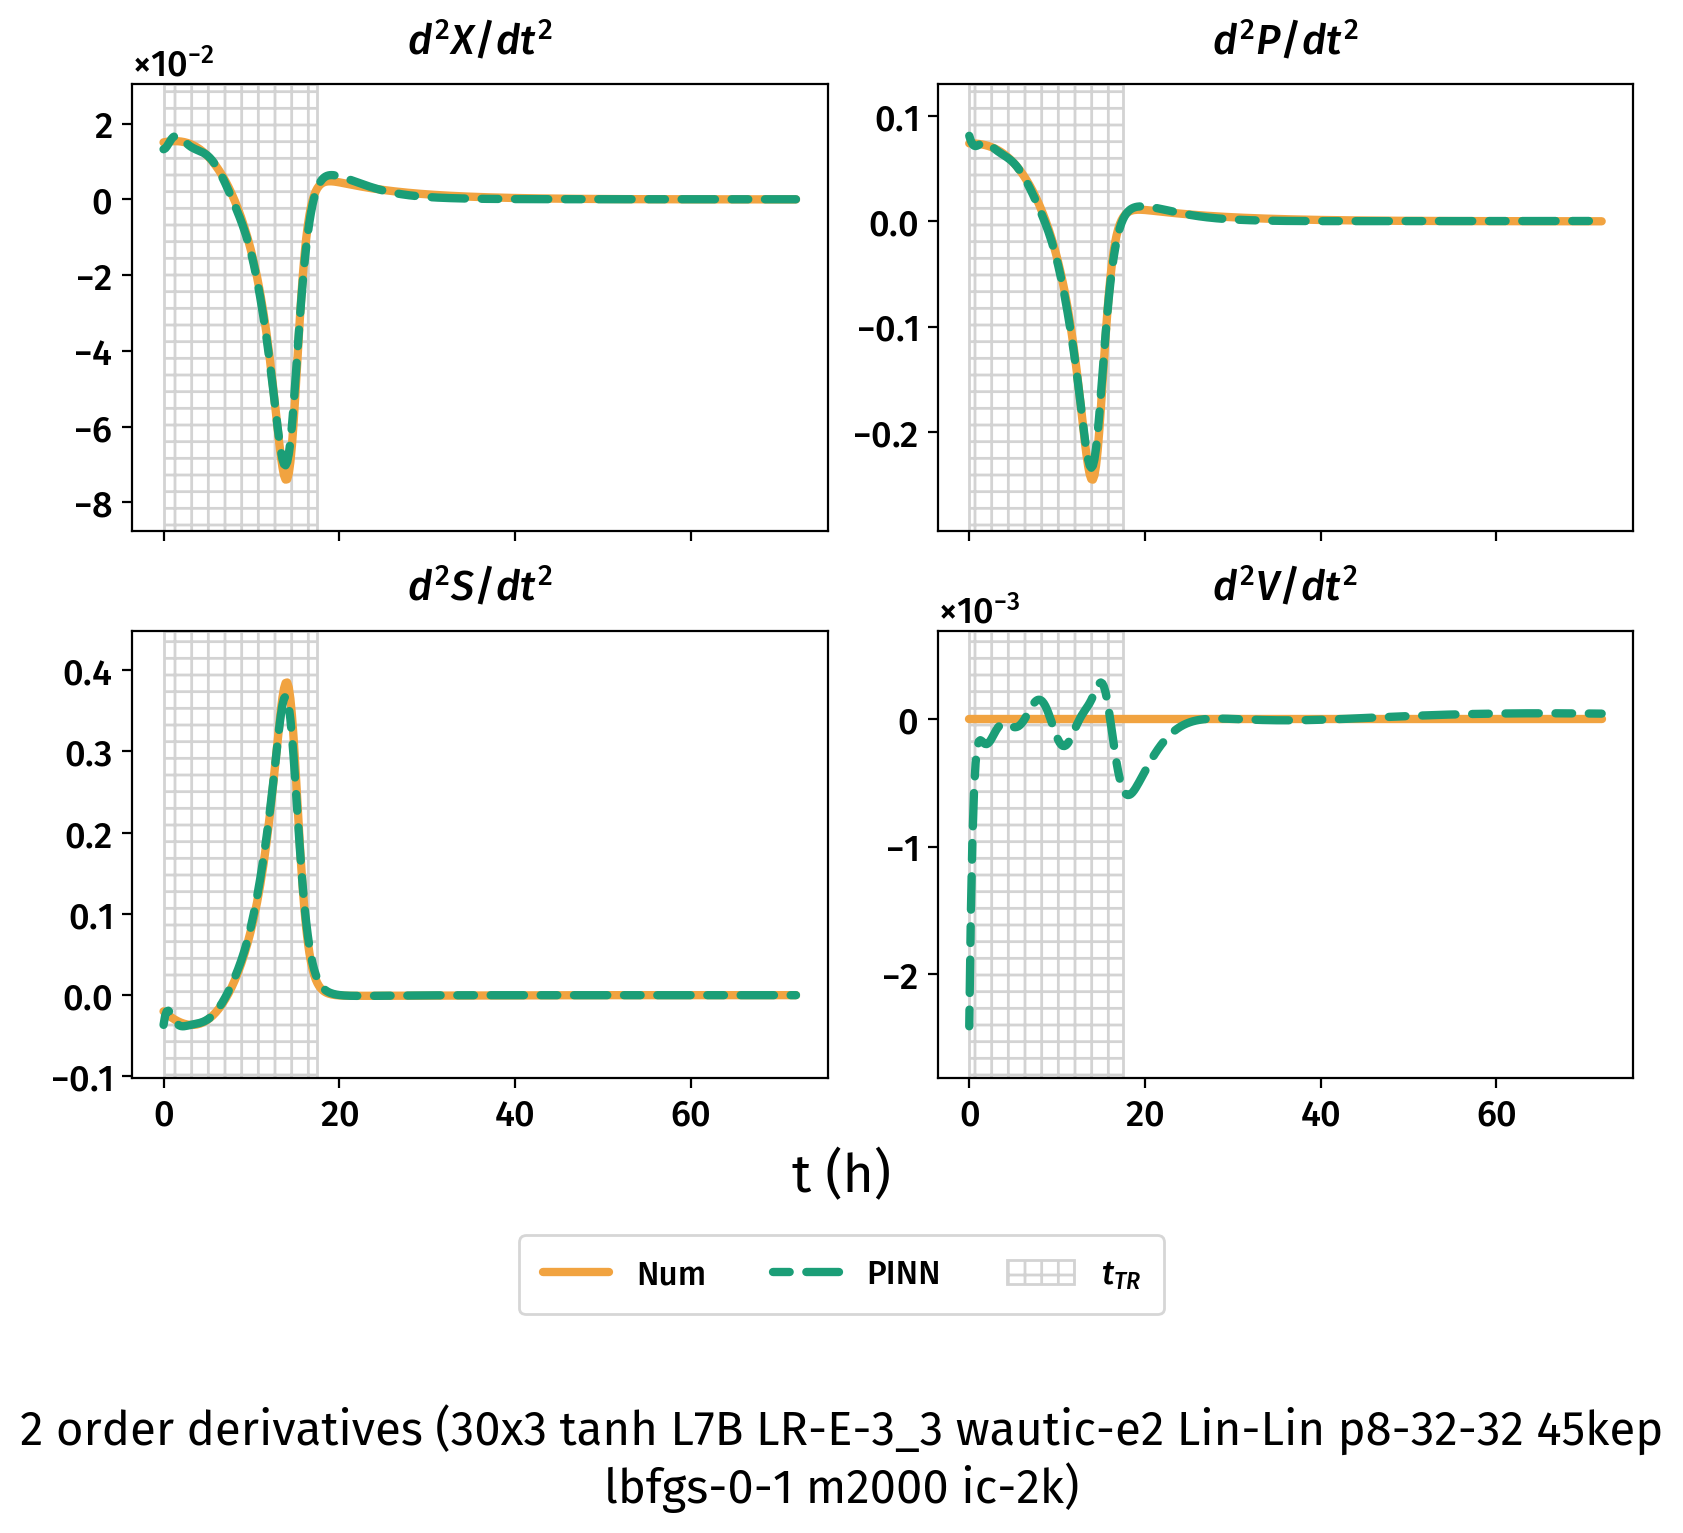 d²X/dt²
×10⁻²
2
0
−2
−4
−6
−8
d²P/dt²
0.1
0.0
−0.1
−0.2
d²S/dt²
0.4
0.3
0.2
0.1
0.0
−0.1
0 20 40 60
d²V/dt²
×10⁻³
0
−1
−2
0 20 40 60
t (h)
Num PINN t_TR
2 order derivatives (30x3 tanh L7B LR-E-3_3 wautic-e2 Lin-Lin p8-32-32 45kep
lbfgs-0-1 m2000 ic-2k)